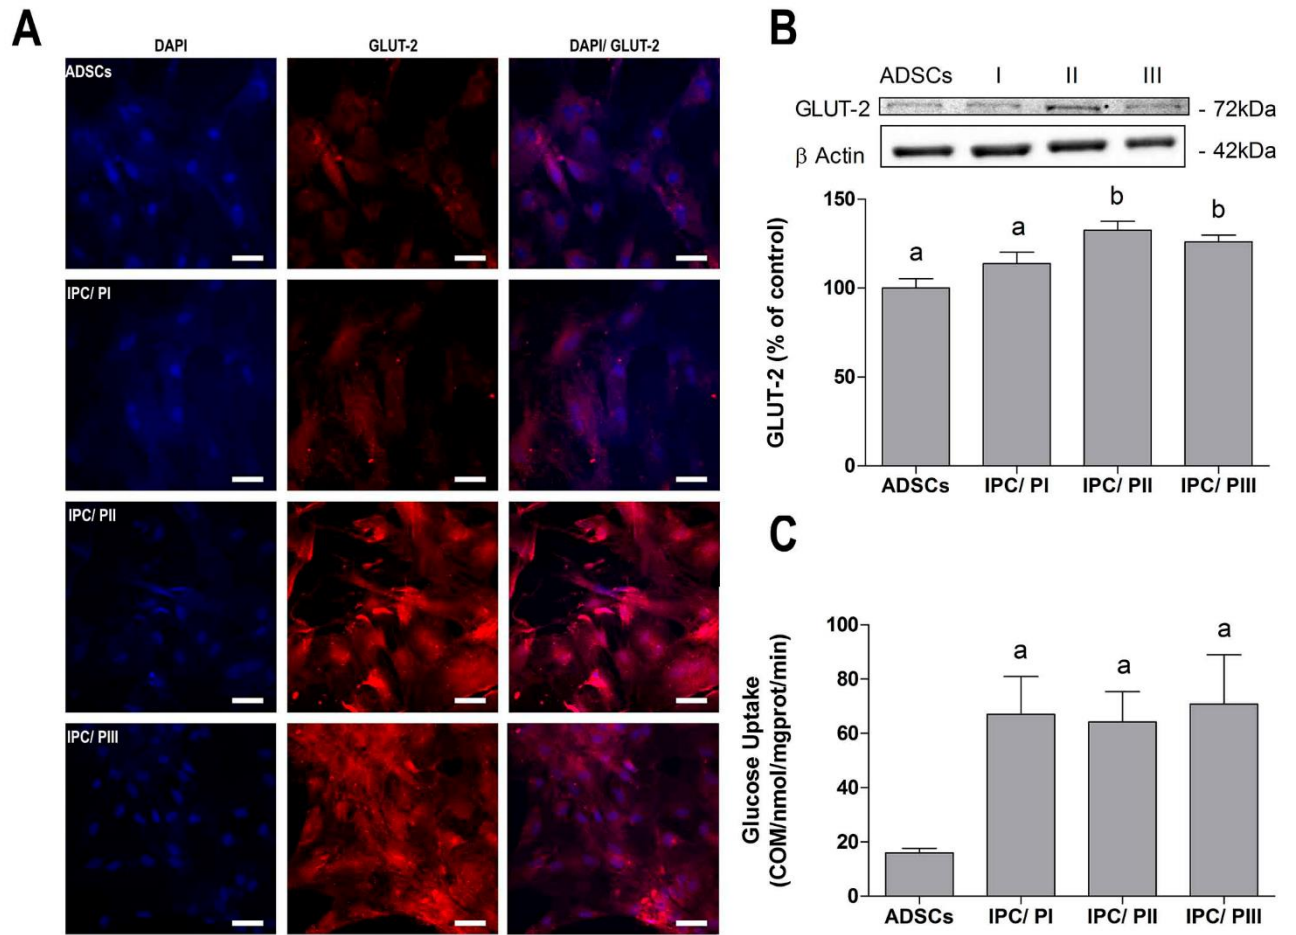 A
DAPI
GLUT-2
DAPI/ GLUT-2
ADSCs
IPC/ PI
IPC/ PII
IPC/ PIII
B
ADSCs I II III
GLUT-2 - 72kDa
β Actin - 42kDa
GLUT-2 (% of control)
150
100
50
0
a
a
b
b
ADSCs IPC/ PI IPC/ PII IPC/ PIII
C
Glucose Uptake
(COM/nmol/mgprot/min)
100
80
60
40
20
0
a
a
a
ADSCs IPC/ PI IPC/ PII IPC/ PIII